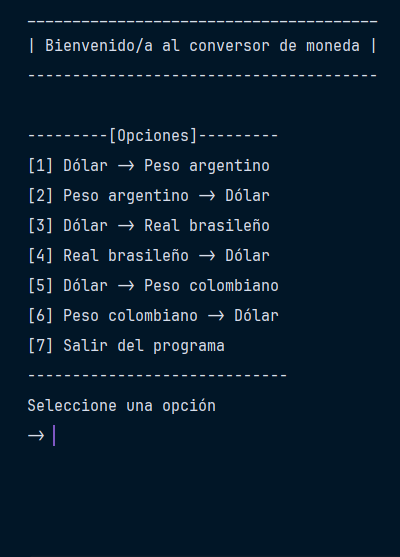 ---------------------------------------
| Bienvenido/a al conversor de moneda |
---------------------------------------
---------[Opciones]---------
[1] Dólar -> Peso argentino
[2] Peso argentino -> Dólar
[3] Dólar -> Real brasileño
[4] Real brasileño -> Dólar
[5] Dólar -> Peso colombiano
[6] Peso colombiano -> Dólar
[7] Salir del programa
-----------------------------
Seleccione una opción
->